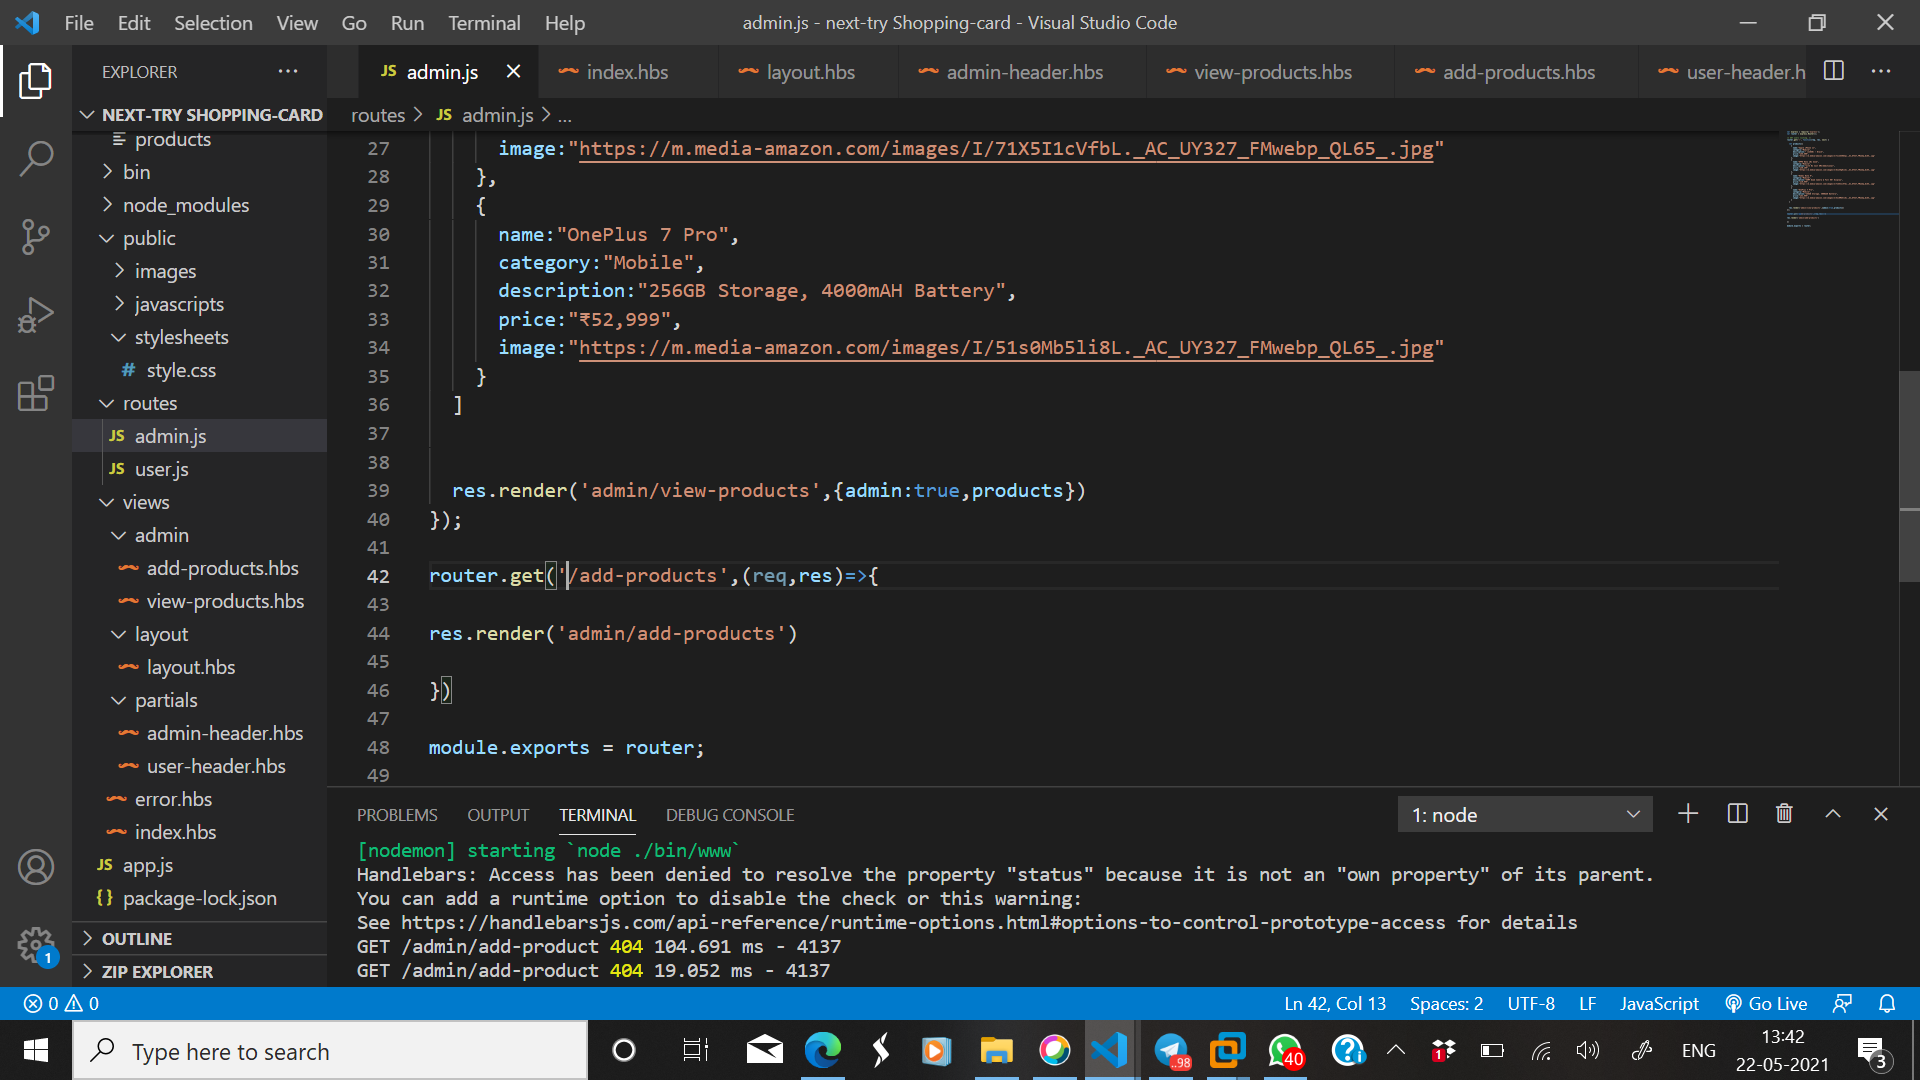 File Edit Selection View Go Run Terminal Help
admin.js - next-try Shopping-card - Visual Studio Code
EXPLORER
JS admin.js
index.hbs
layout.hbs
admin-header.hbs
view-products.hbs
add-products.hbs
user-header.h
NEXT-TRY SHOPPING-CARD
products
bin
node_modules
public
images
javascripts
stylesheets
# style.css
routes
JS admin.js
JS user.js
views
admin
add-products.hbs
view-products.hbs
layout
layout.hbs
partials
admin-header.hbs
user-header.hbs
error.hbs
index.hbs
JS app.js
{} package-lock.json
OUTLINE
ZIP EXPLORER
1
routes > JS admin.js > ...
27 image:"https://m.media-amazon.com/images/I/71X5I1cVfbL._AC_UY327_FMwebp_QL65_.jpg"
28 },
29 {
30 name:"OnePlus 7 Pro",
31 category:"Mobile",
32 description:"256GB Storage, 4000mAH Battery",
33 price:"₹52,999",
34 image:"https://m.media-amazon.com/images/I/51s0Mb5li8L._AC_UY327_FMwebp_QL65_.jpg"
35 }
36 ]
37
38
39 res.render('admin/view-products',{admin:true,products})
40 });
41
42 router.get('/add-products',(req,res)=>{
43
44 res.render('admin/add-products')
45
46 })
47
48 module.exports = router;
49
PROBLEMS OUTPUT TERMINAL DEBUG CONSOLE
1: node
[nodemon] starting `node ./bin/www`
Handlebars: Access has been denied to resolve the property "status" because it is not an "own property" of its parent.
You can add a runtime option to disable the check or this warning:
See https://handlebarsjs.com/api-reference/runtime-options.html#options-to-control-prototype-access for details
GET /admin/add-product 404 104.691 ms - 4137
GET /admin/add-product 404 19.052 ms - 4137
0 0
Ln 42, Col 13 Spaces: 2 UTF-8 LF JavaScript Go Live
Type here to search
..98
40
1
ENG
13:42
22-05-2021
3